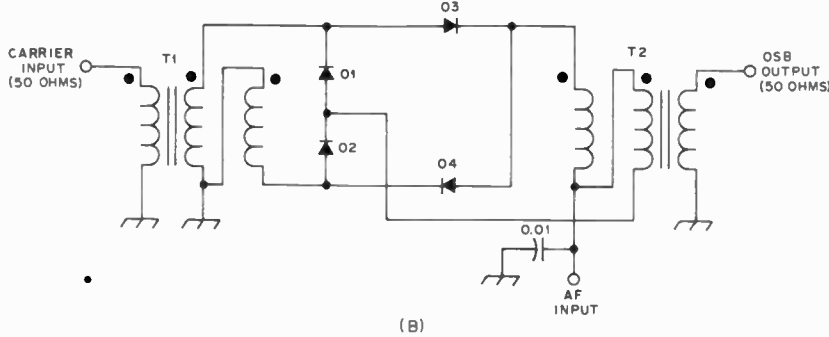 CARRIER
INPUT
(50 OHMS)
T1
D3
D1
D2
D4
T2
DSB
OUTPUT
(50 OHMS)
0.01
AF
INPUT
(B)